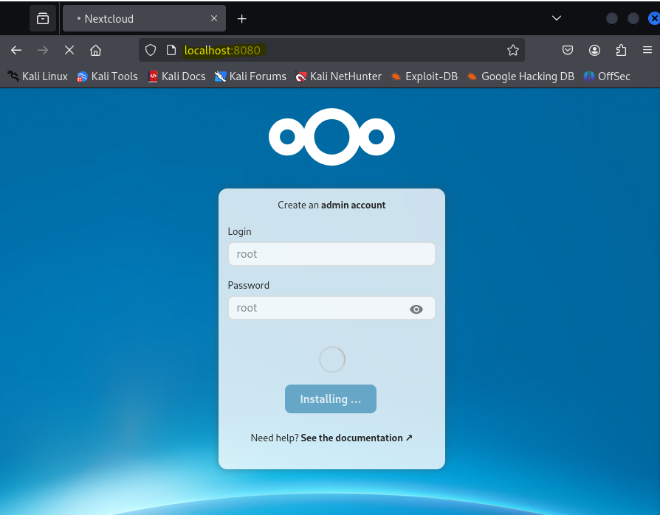 Nextcloud
localhost:8080
Kali Linux Kali Tools Kali Docs Kali Forums Kali NetHunter Exploit-DB Google Hacking DB OffSec
Create an admin account
Login
root
Password
root
Installing ...
Need help? See the documentation ↗